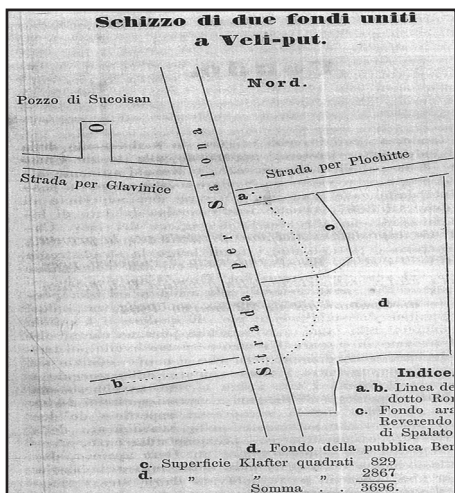 Schizzo di due fondi uniti
a Veli-put.
Nord.
Pozzo di Sucoisan
O
Strada per Glavinice
Strada per Salona
Strada per Plochitte
a
c
d
b
Indice.
a. b. Linea de
dotto Ro
c. Fondo ara
Reverendo
di Spalato
d. Fondo della pubblica Ben
c. Superficie Klafter quadrati 829
d. " " " 2867
Somma . . 3696.